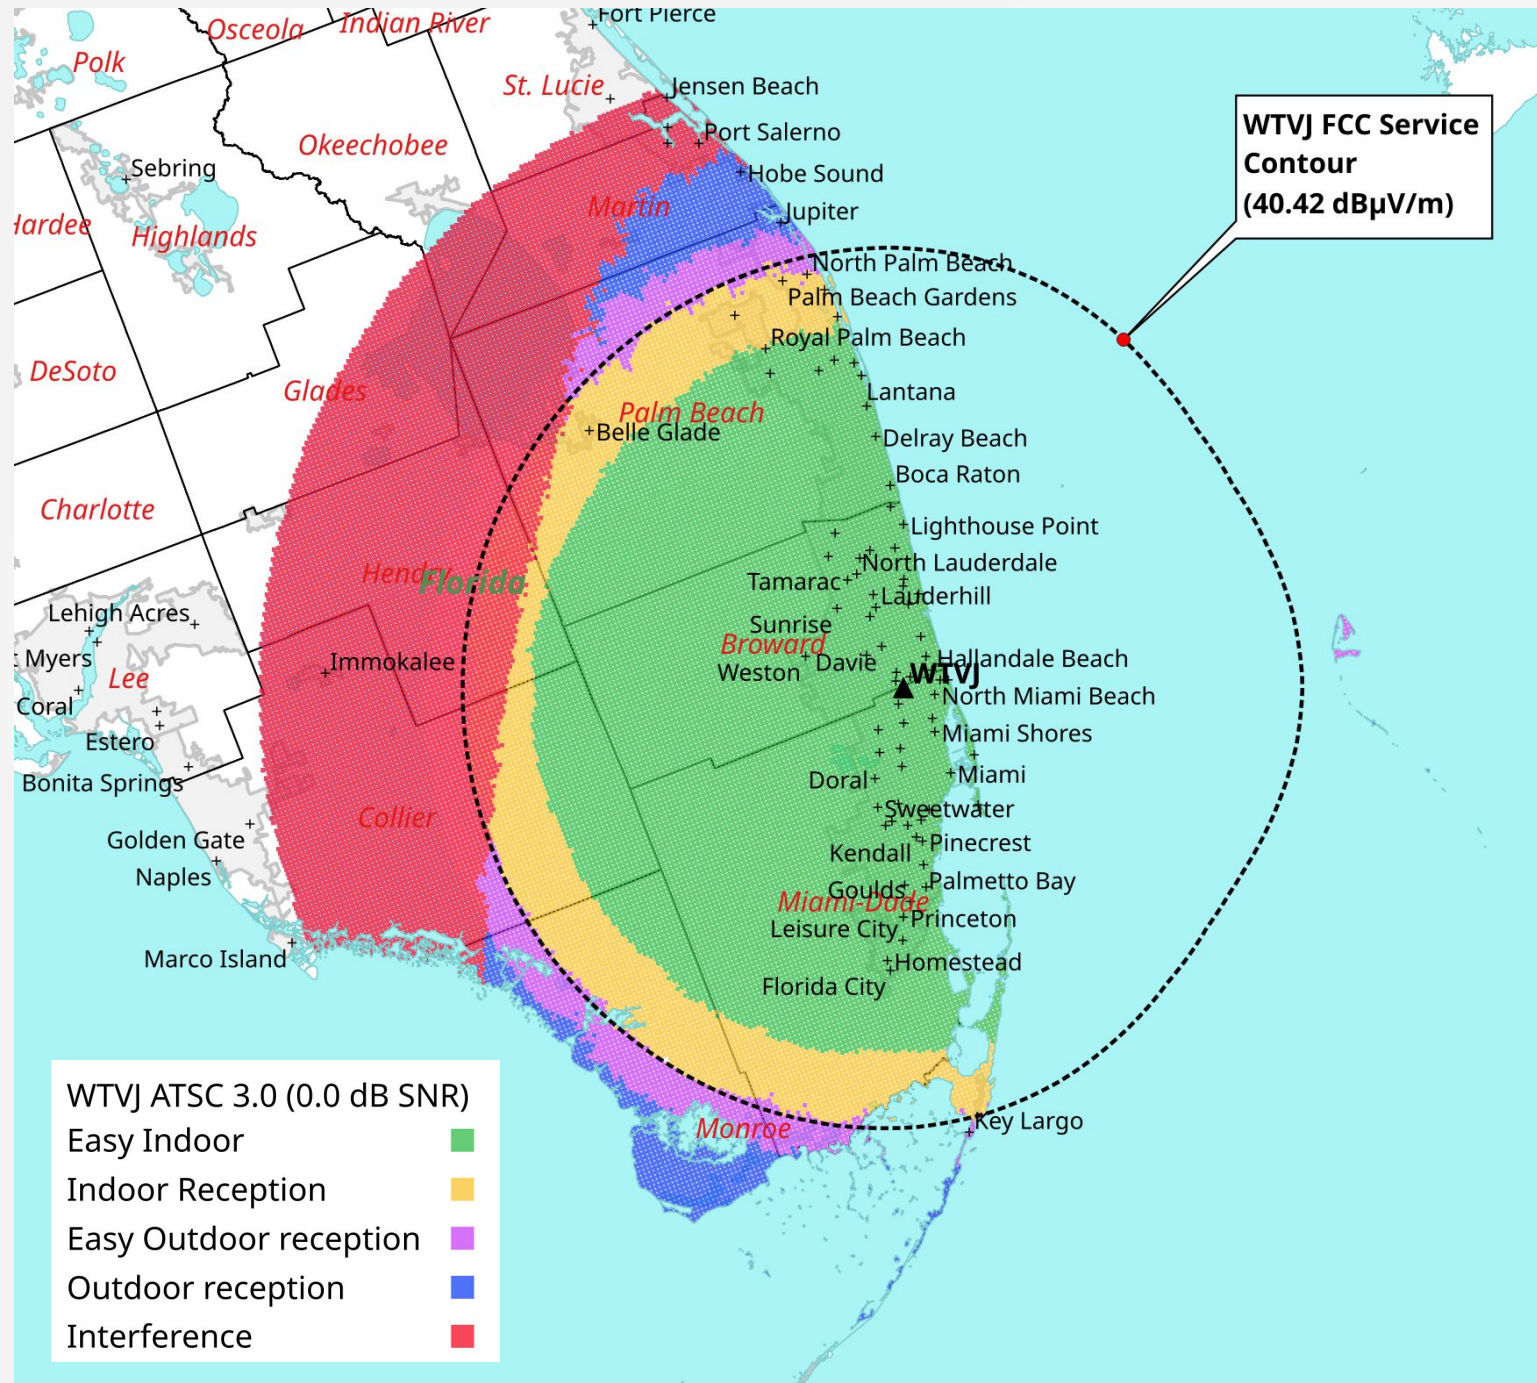 Fort Pierce
Osceola
Indian River
Polk
St. Lucie
Jensen Beach
WTVJ FCC Service
Contour
(40.42 dBμV/m)
Okeechobee
Port Salerno
Sebring
Hobe Sound
Martin
Jupiter
Hardee
Highlands
North Palm Beach
Palm Beach Gardens
Royal Palm Beach
DeSoto
Glades
Lantana
Palm Beach
Belle Glade
Delray Beach
Boca Raton
Charlotte
Lighthouse Point
North Lauderdale
Hendry
Florida
Tamarac
Lauderhill
Lehigh Acres
Sunrise
Broward
t Myers
Immokalee
Weston
Davie
Hallandale Beach
WTVJ
Lee
Coral
North Miami Beach
Estero
Miami Shores
Bonita Springs
Doral
Miami
Collier
Sweetwater
Golden Gate
Pinecrest
Kendall
Naples
Goulds
Palmetto Bay
Miami-Dade
Princeton
Leisure City
Marco Island
Homestead
Florida City
Key Largo
Monroe
WTVJ ATSC 3.0 (0.0 dB SNR)
Easy Indoor
Indoor Reception
Easy Outdoor reception
Outdoor reception
Interference